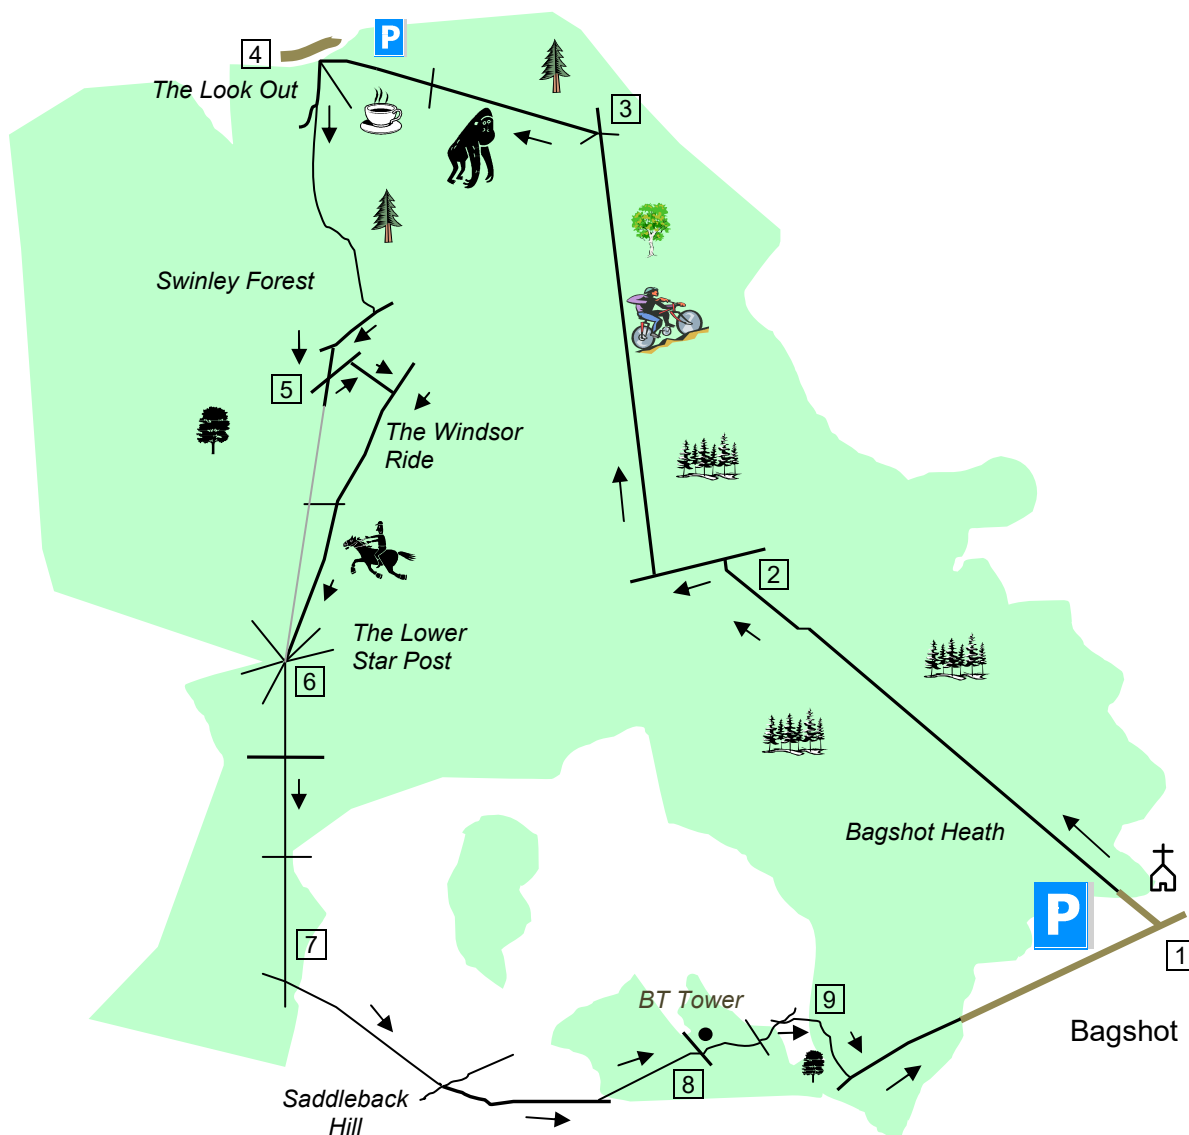 P
4
The Look Out
3
Swinley Forest
5
The Windsor
Ride
2
The Lower
Star Post
6
Bagshot Heath
P
7
1
BT Tower
9
Bagshot
8
Saddleback
Hill